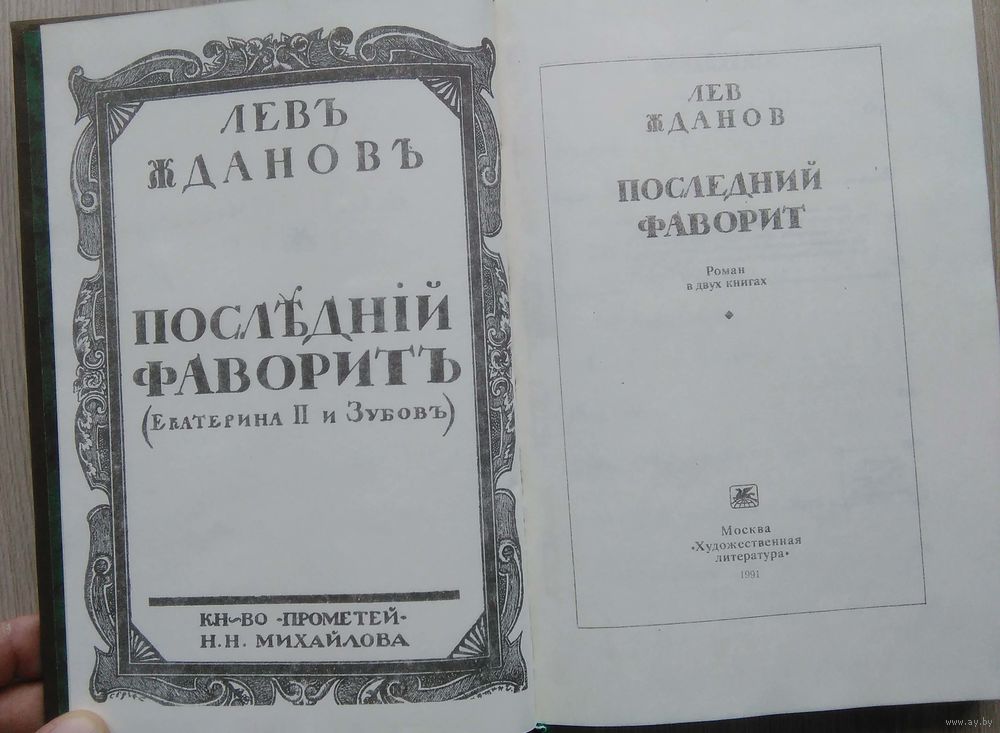 ЛЕВЪ
ЖДАНОВЪ
ПОСЛѢДНІЙ
ФАВОРИТЪ
(ЕКАТЕРИНА II И ЗУБОВЪ)
КН-ВО •ПРОМЕТЕЙ•
Н.Н. МИХАЙЛОВА
ЛЕВ
ЖДАНОВ
ПОСЛЕДНИЙ
ФАВОРИТ
Роман
в двух книгах
Москва
«Художественная
литература»
1991
www.ay.by